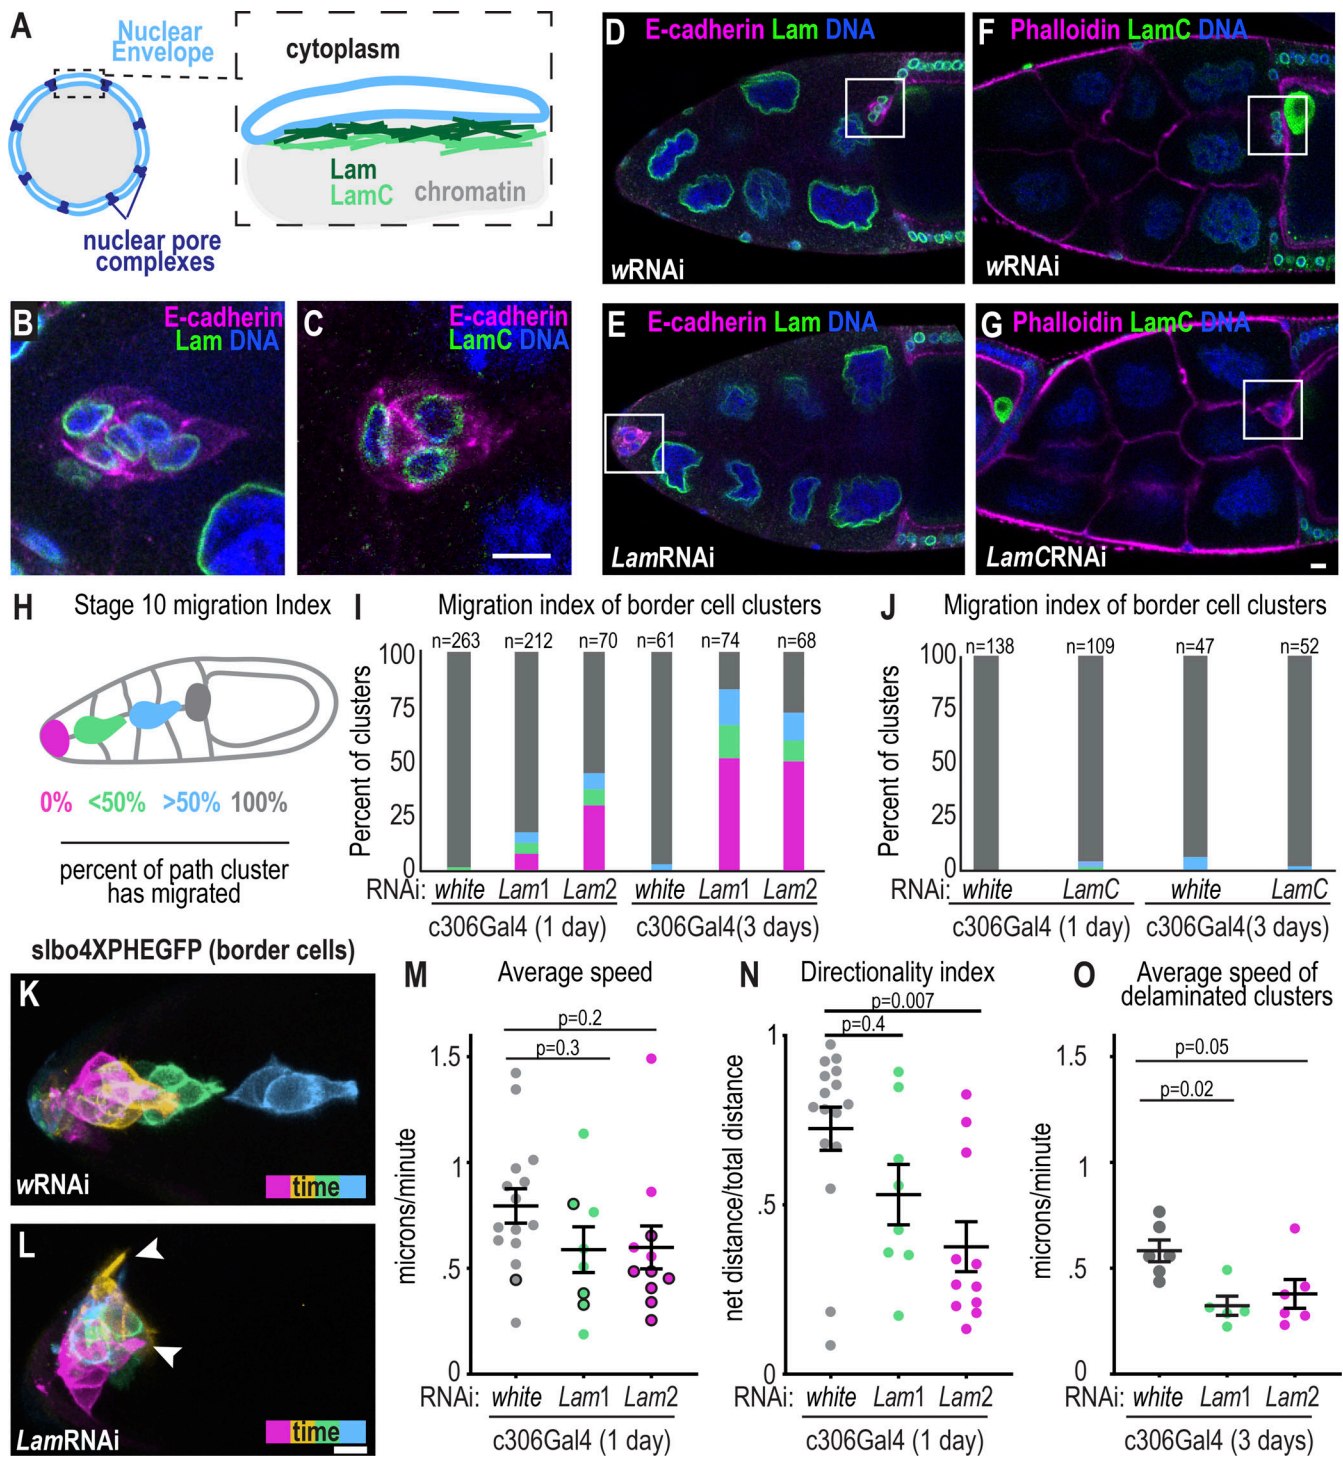 A
Nuclear
Envelope
cytoplasm
Lam
LamC
chromatin
nuclear pore
complexes
B
E-cadherin
Lam DNA
C
E-cadherin
LamC DNA
D
E-cadherin Lam DNA
wRNAi
E
E-cadherin Lam DNA
LamRNAi
F
Phalloidin LamC DNA
wRNAi
G
Phalloidin LamC DNA
LamCRNAi
H
Stage 10 migration Index
0% <50% >50% 100%
percent of path cluster
has migrated
I
Migration index of border cell clusters
n=263 n=212 n=70 n=61 n=74 n=68
Percent of clusters
100
75
50
25
0
RNAi: white Lam1 Lam2 white Lam1 Lam2
c306Gal4 (1 day) c306Gal4(3 days)
J
Migration index of border cell clusters
n=138 n=109 n=47 n=52
Percent of clusters
100
75
50
25
0
RNAi: white LamC white LamC
c306Gal4 (1 day) c306Gal4(3 days)
slbo4XPHEGFP (border cells)
K
wRNAi
time
L
LamRNAi
time
M
Average speed
p=0.2
p=0.3
microns/minute
1.5
1
.5
0
RNAi: white Lam1 Lam2
c306Gal4 (1 day)
N
Directionality index
p=0.007
p=0.4
net distance/total distance
1
.5
0
RNAi: white Lam1 Lam2
c306Gal4 (1 day)
O
Average speed of
delaminated clusters
p=0.05
p=0.02
microns/minute
1.5
1
.5
0
RNAi: white Lam1 Lam2
c306Gal4 (3 days)